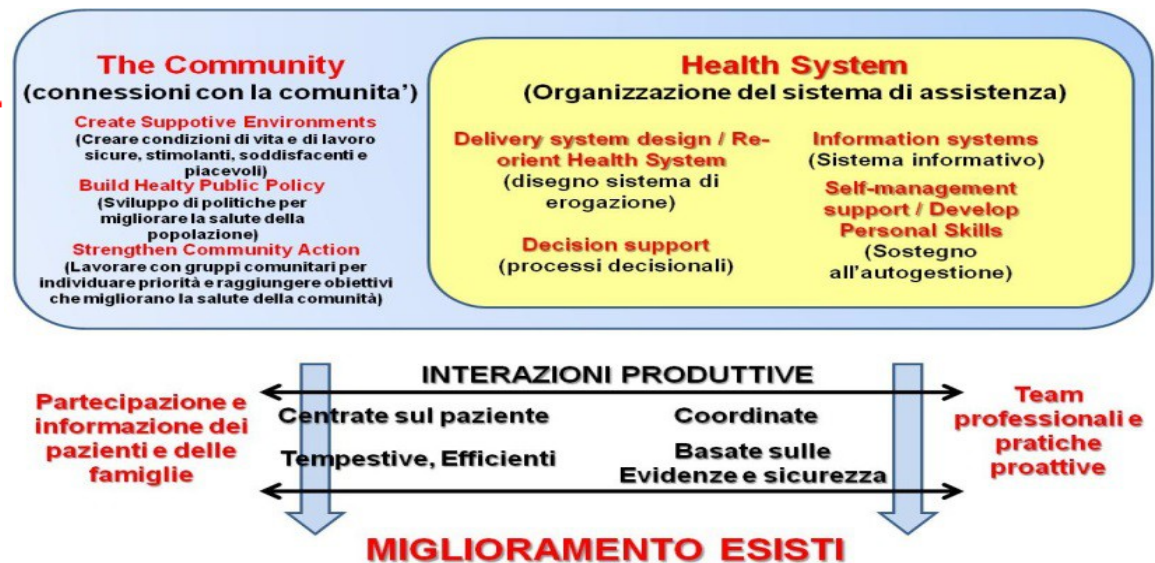 The Community
(connessioni con la comunita')
Create Suppotive Environments
(Creare condizioni di vita e di lavoro
sicure, stimolanti, soddisfacenti e
piacevoli)
Build Healty Public Policy
(Sviluppo di politiche per
migliorare la salute della
popolazione)
Strengthen Community Action
(Lavorare con gruppi comunitari per
individuare priorità e raggiungere obiettivi
che migliorano la salute della comunità)
Health System
(Organizzazione del sistema di assistenza)
Delivery system design / Re-
orient Health System
(disegno sistema di
erogazione)
Decision support
(processi decisionali)
Information systems
(Sistema informativo)
Self-management
support / Develop
Personal Skills
(Sostegno
all'autogestione)
Partecipazione e
informazione dei
pazienti e delle
famiglie
INTERAZIONI PRODUTTIVE
Centrate sul paziente
Coordinate
Tempestive, Efficienti
Basate sulle
Evidenze e sicurezza
Team
professionali e
pratiche
proattive
MIGLIORAMENTO ESISTI